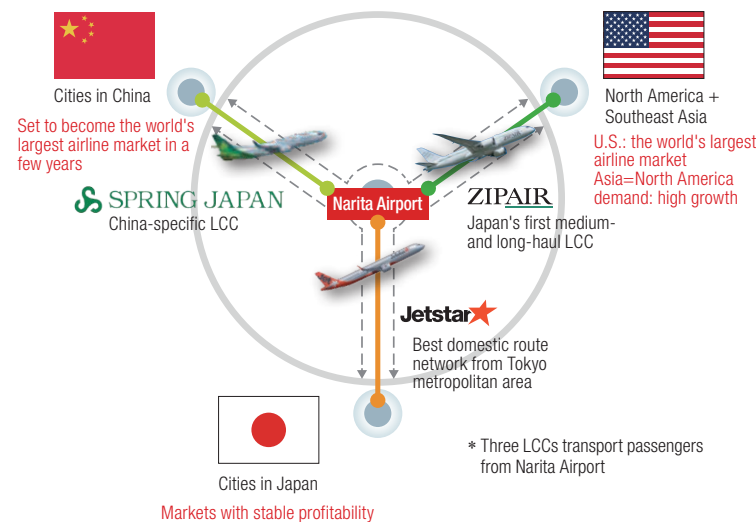 Cities in China
Set to become the world's
largest airline market in a
few years
SPRING JAPAN
China-specific LCC
North America +
Southeast Asia
U.S.: the world's largest
airline market
Asia=North America
demand: high growth
Narita Airport
ZIPAIR
Japan's first medium-
and long-haul LCC
Jetstar
Best domestic route
network from Tokyo
metropolitan area
Cities in Japan
Markets with stable profitability
* Three LCCs transport passengers
from Narita Airport